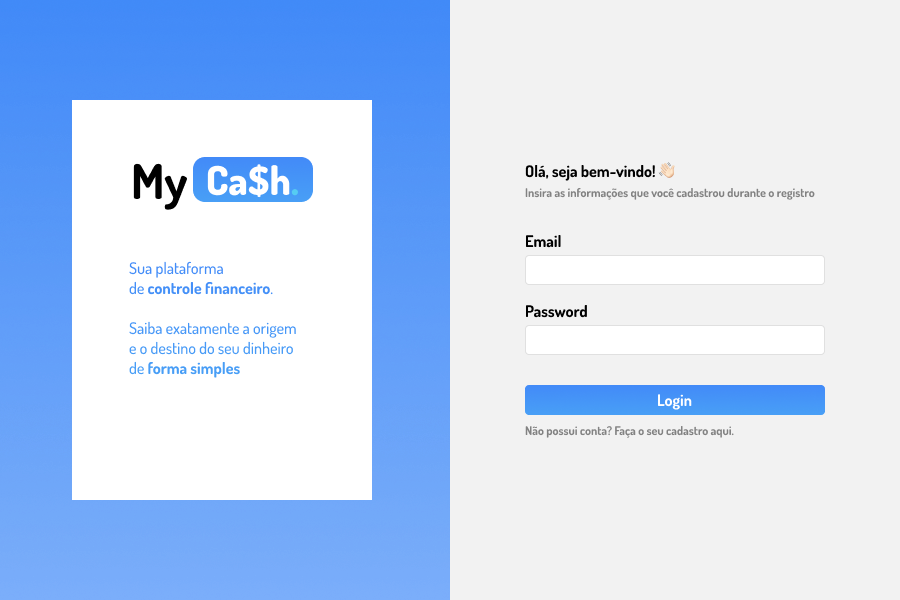 My Ca$h.
Sua plataforma
de controle financeiro.
Saiba exatamente a origem
e o destino do seu dinheiro
de forma simples
Olá, seja bem-vindo! 👋🏻
Insira as informações que você cadastrou durante o registro
Email
Password
Login
Não possui conta? Faça o seu cadastro aqui.